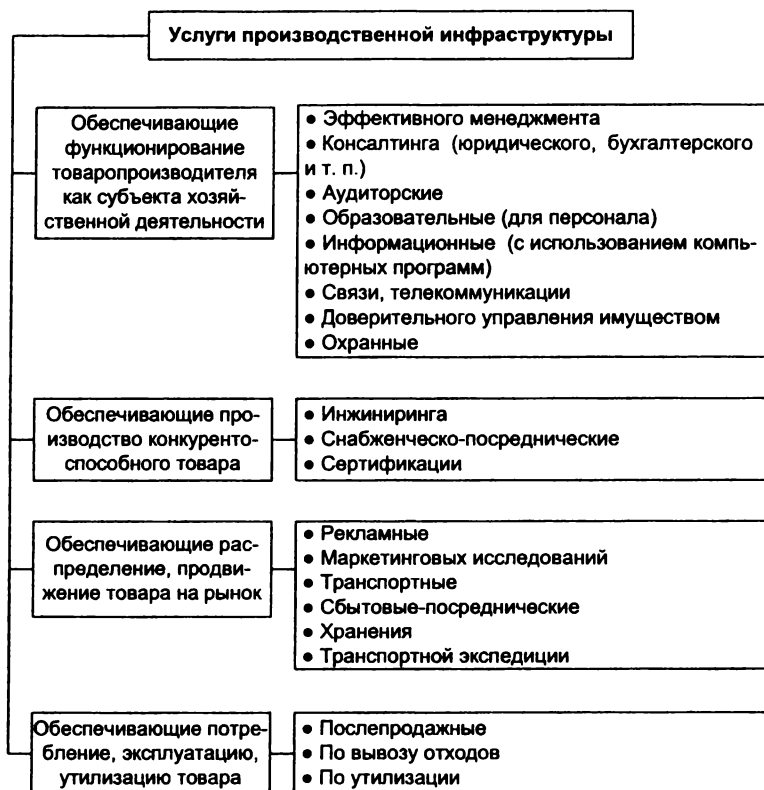 Услуги производственной инфраструктуры
Обеспечивающие
функционирование
товаропроизводителя
как субъекта хозяй-
ственной деятельности
● Эффективного менеджмента
● Консалтинга (юридического, бухгалтерского
и т. п.)
● Аудиторские
● Образовательные (для персонала)
● Информационные (с использованием компь-
ютерных программ)
● Связи, телекоммуникации
● Доверительного управления имуществом
● Охранные
Обеспечивающие про-
изводство конкуренто-
способного товара
● Инжиниринга
● Снабженческо-посреднические
● Сертификации
Обеспечивающие рас-
пределение, продви-
жение товара на рынок
● Рекламные
● Маркетинговых исследований
● Транспортные
● Сбытовые-посреднические
● Хранения
● Транспортной экспедиции
Обеспечивающие потре-
бление, эксплуатацию,
утилизацию товара
● Послепродажные
● По вывозу отходов
● По утилизации